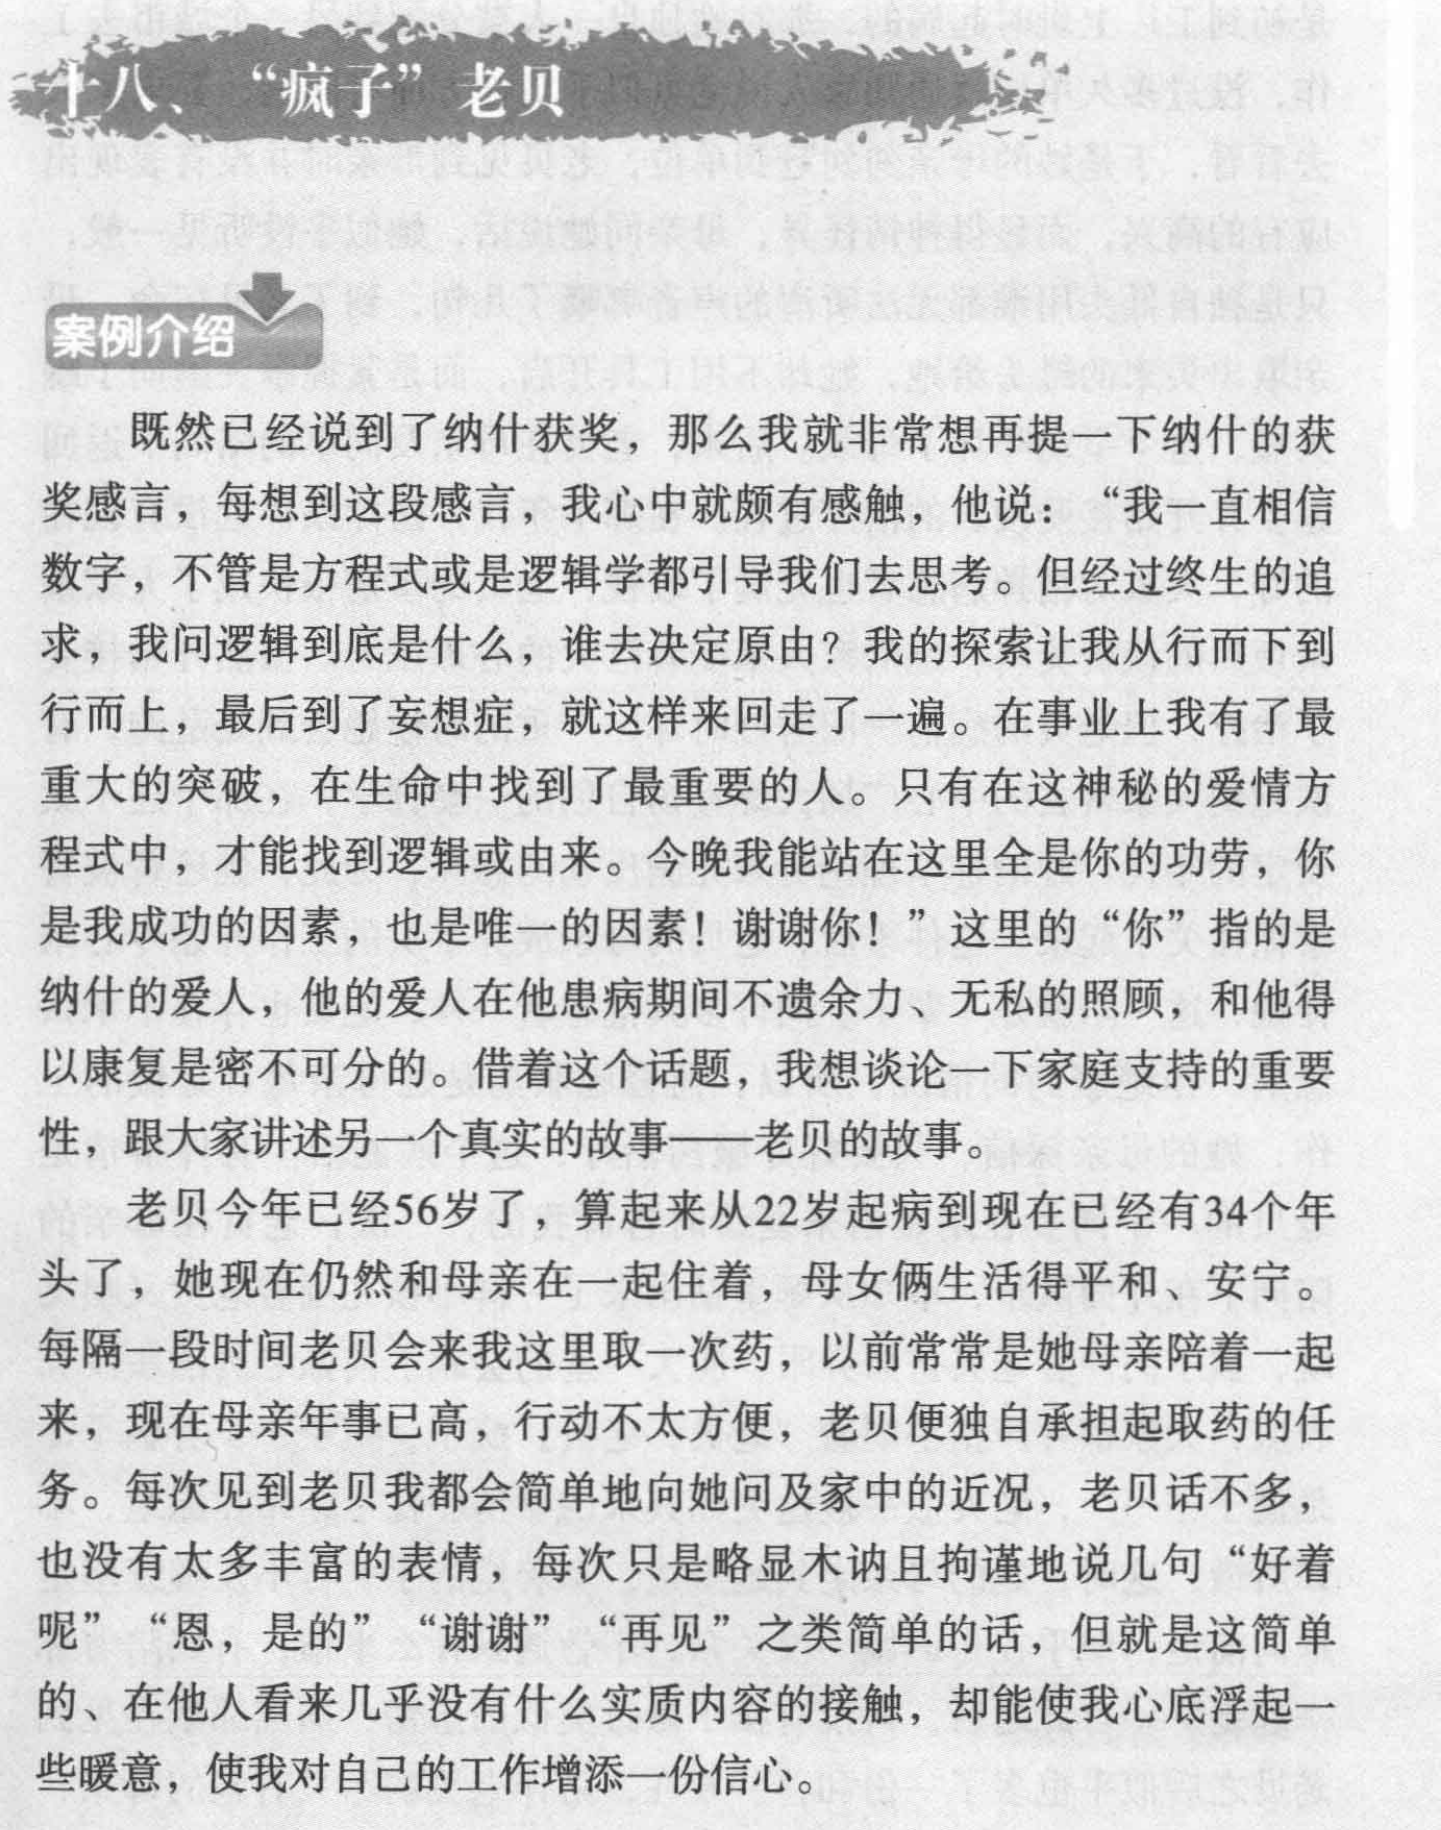 十八、“疯子”老贝
案例介绍
既然已经说到了纳什获奖，那么我就非常想再提一下纳什的获
奖感言，每想到这段感言，我心中就颇有感触，他说：“我一直相信
数字，不管是方程式或是逻辑学都引导我们去思考。但经过终生的追
求，我问逻辑到底是什么，谁去决定原由？我的探索让我从行而下到
行而上，最后到了妄想症，就这样来回走了一遍。在事业上我有了最
重大的突破，在生命中找到了最重要的人。只有在这神秘的爱情方
程式中，才能找到逻辑或由来。今晚我能站在这里全是你的功劳，你
是我成功的因素，也是唯一的因素！谢谢你！”这里的“你”指的是
纳什的爱人，他的爱人在他患病期间不遗余力、无私的照顾，和他得
以康复是密不可分的。借着这个话题，我想谈论一下家庭支持的重要
性，跟大家讲述另一个真实的故事——老贝的故事。
老贝今年已经56岁了，算起来从22岁起病到现在已经有34个年
头了，她现在仍然和母亲在一起住着，母女俩生活得平和、安宁。
每隔一段时间老贝会来我这里取一次药，以前常常是她母亲陪着一起
来，现在母亲年事已高，行动不太方便，老贝便独自承担起取药的任
务。每次见到老贝我都会简单地向她问及家中的近况，老贝话不多，
也没有太多丰富的表情，每次只是略显木讷且拘谨地说几句“好着
呢”“恩，是的”“谢谢”“再见”之类简单的话，但就是这简单
的、在他人看来几乎没有什么实质内容的接触，却能使我心底浮起一
些暖意，使我对自己的工作增添一份信心。